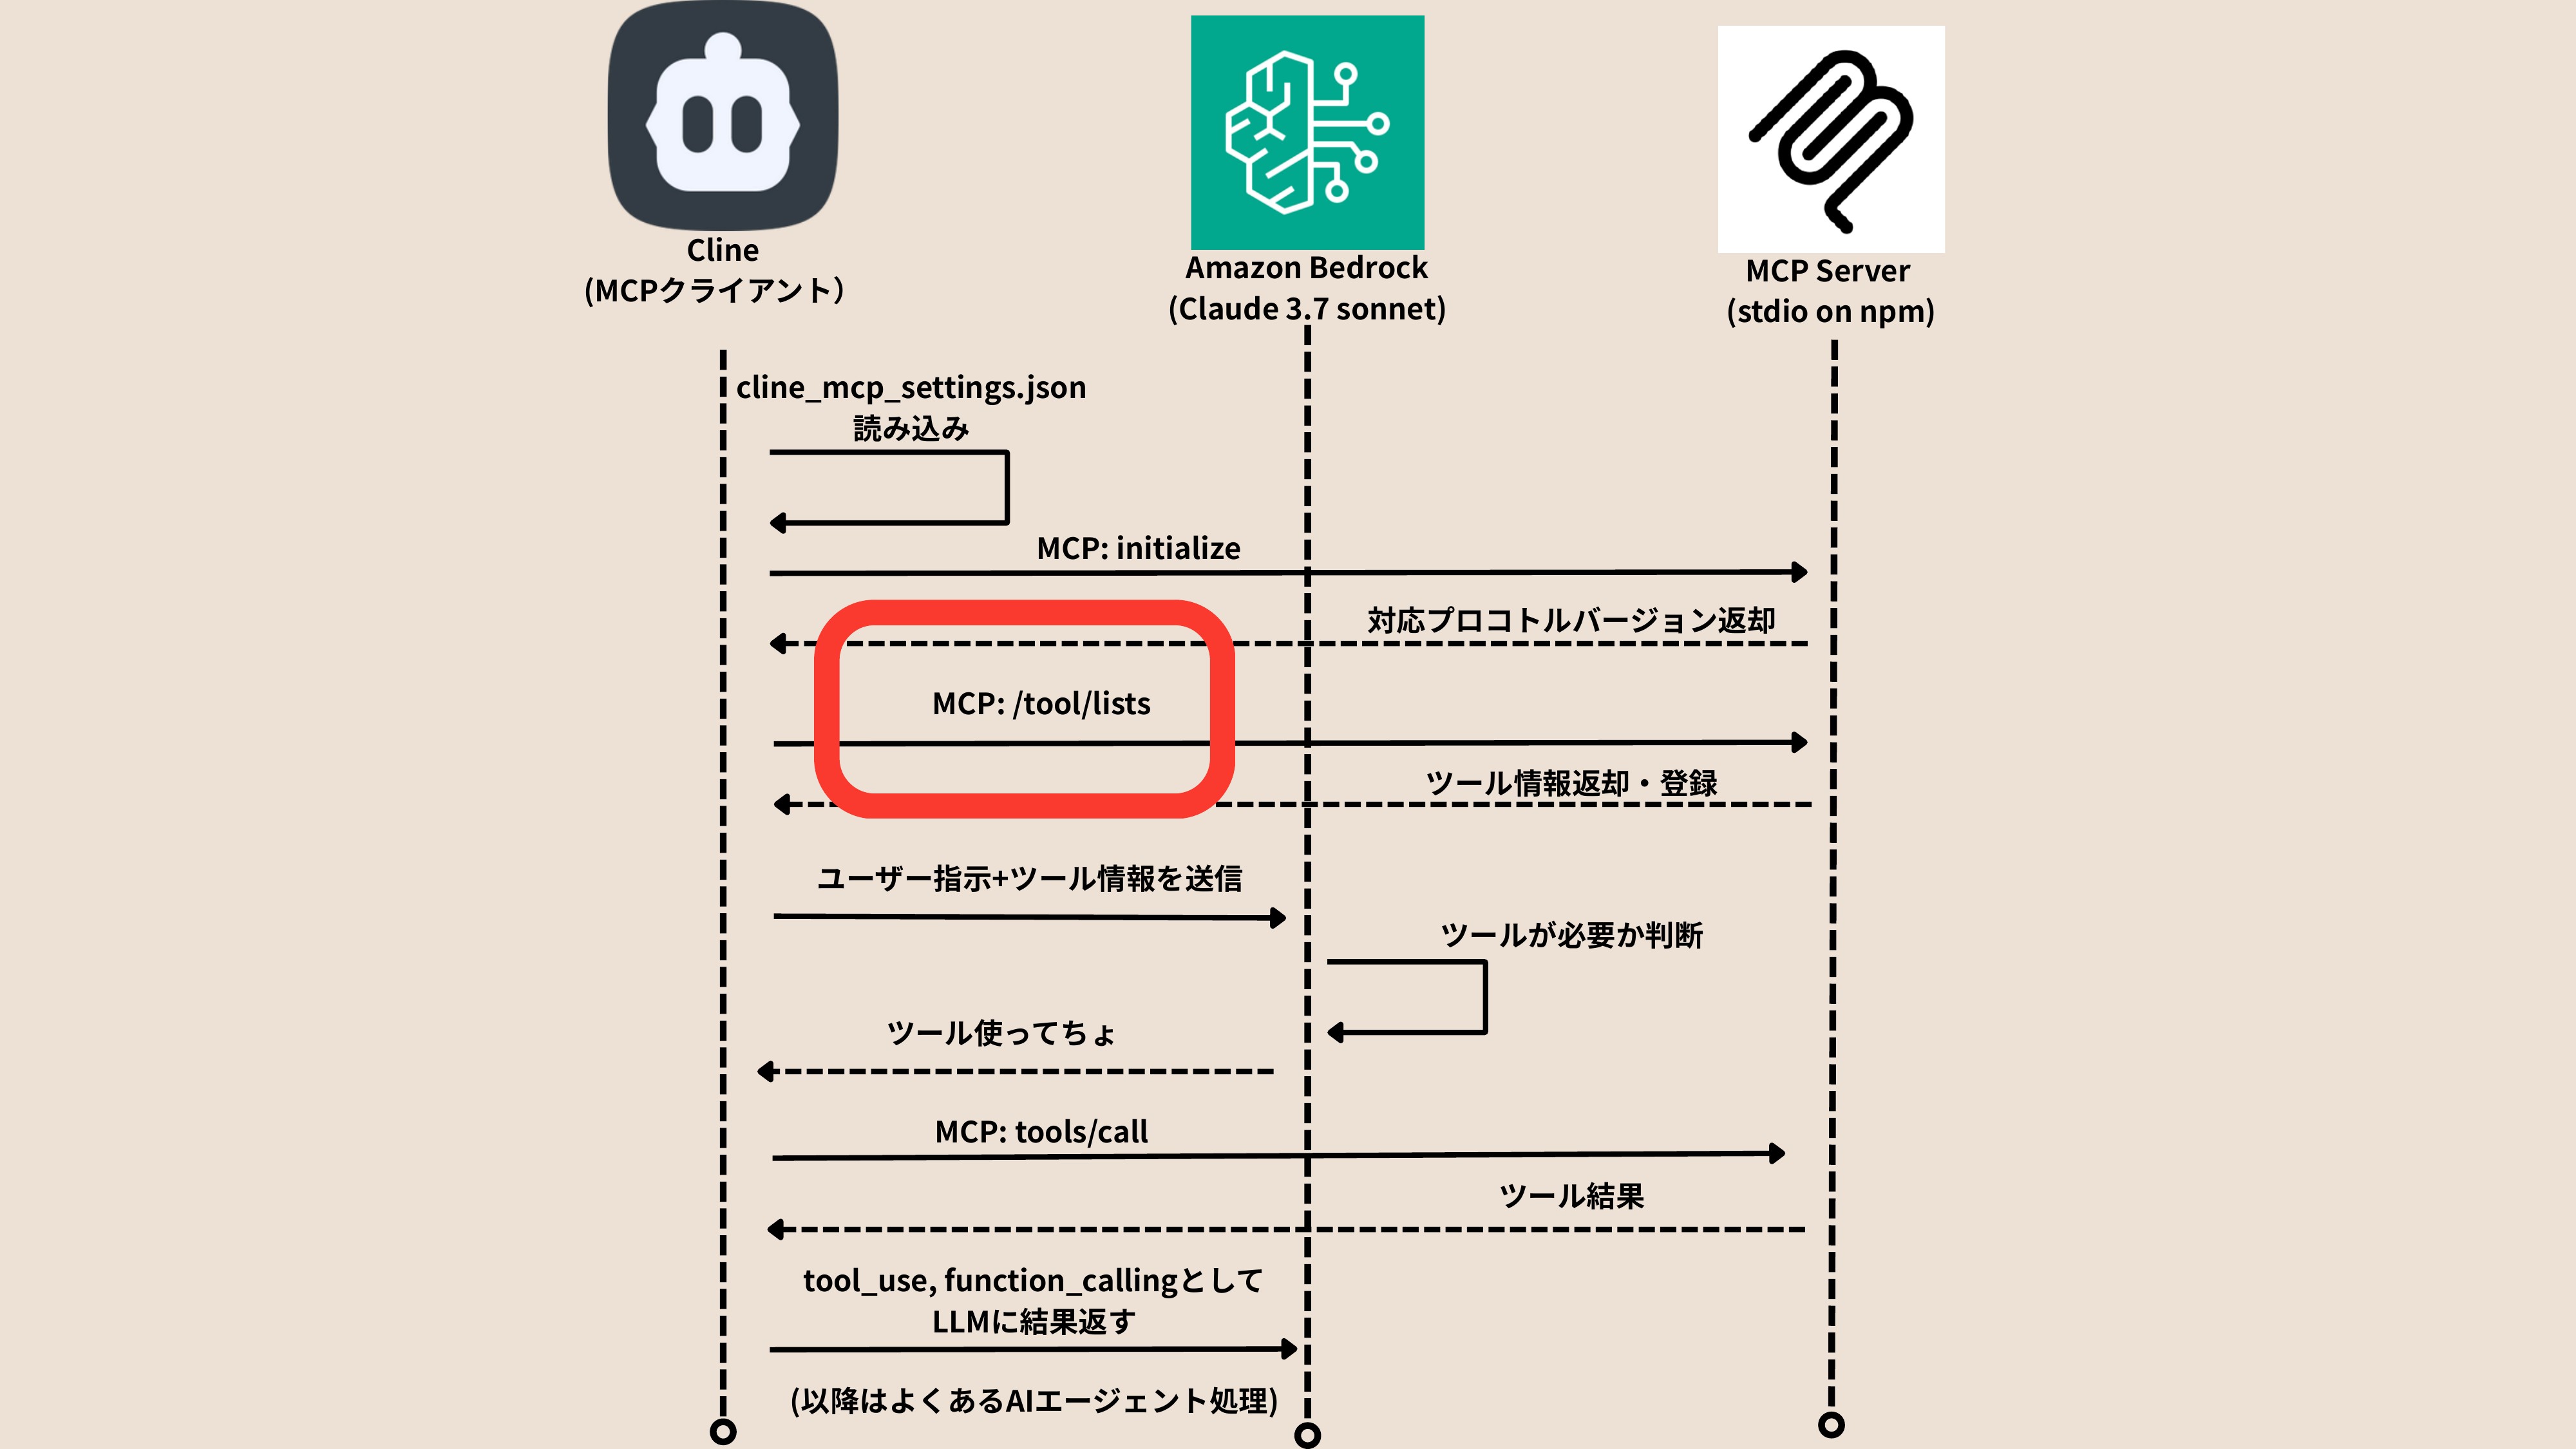 Cline
(MCPクライアント）
Amazon Bedrock
(Claude 3.7 sonnet)
MCP Server
(stdio on npm)
cline_mcp_settings.json
読み込み
MCP: initialize
対応プロコトルバージョン返却
MCP: /tool/lists
ツール情報返却・登録
ユーザー指示+ツール情報を送信
ツールが必要か判断
ツール使ってちょ
MCP: tools/call
ツール結果
tool_use, function_callingとして
LLMに結果返す
(以降はよくあるAIエージェント処理)